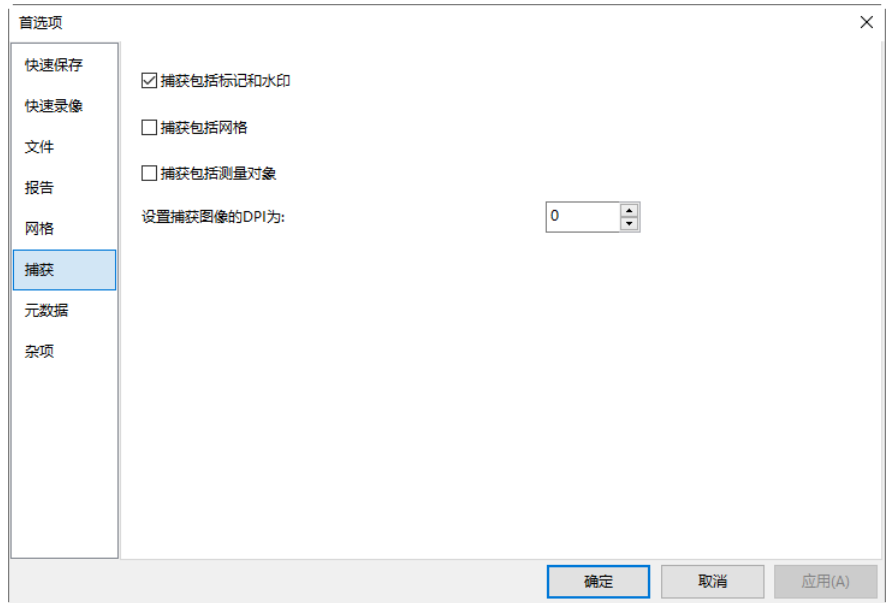 首选项
快速保存
快速录像
文件
报告
网格
捕获
元数据
杂项
捕获包括标记和水印
捕获包括网格
捕获包括测量对象
设置捕获图像的DPI为:
0
确定
取消
应用(A)